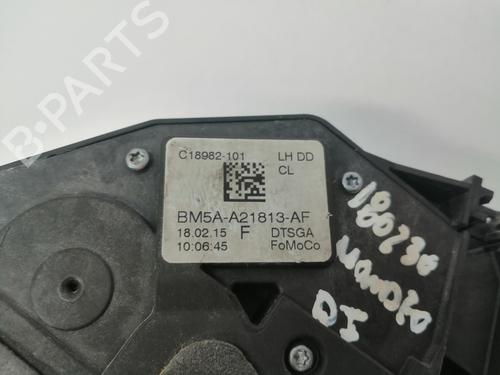 B-PARTS
C18982-101 LH DD
CL
BM5A-A21813-AF
18.02.15 F DTSGA
10:06:45 FoMoCo
180730
MONDEO
DI